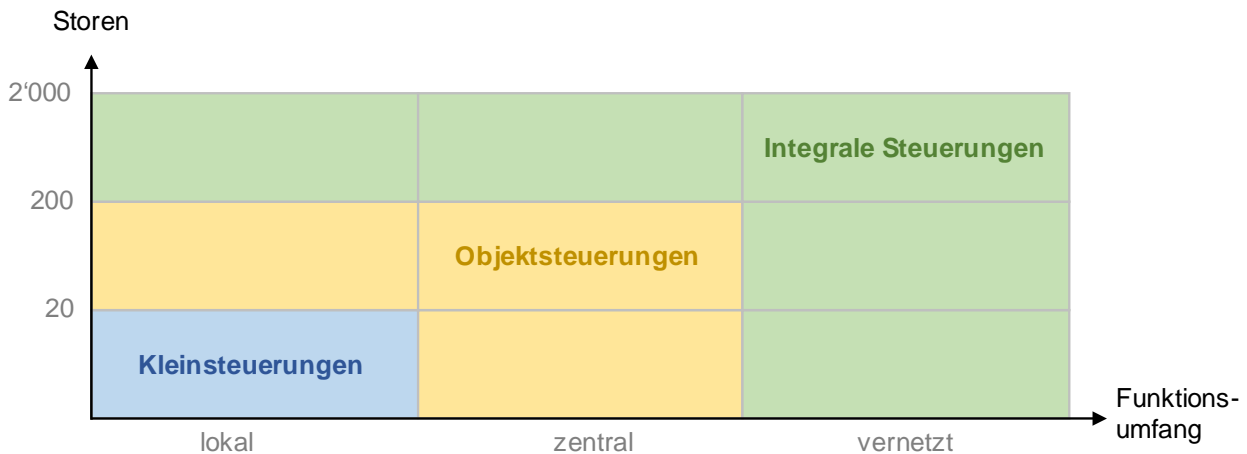 Storen
2‘000
Integrale Steuerungen
200
Objektsteuerungen
20
Kleinsteuerungen
Funktions-
umfang
lokal
zentral
vernetzt